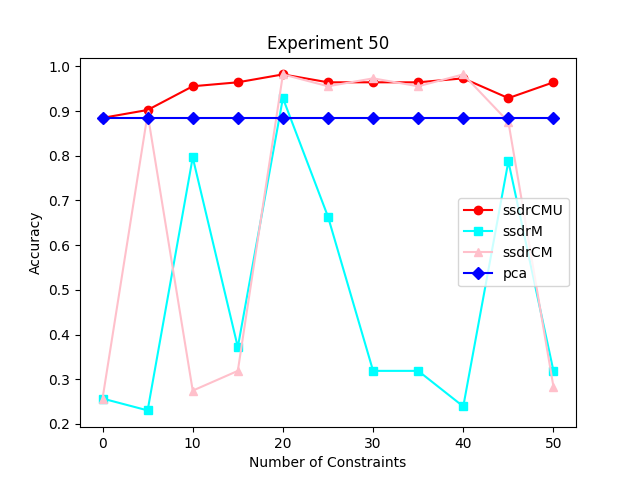 Experiment 50
Accuracy
1.0
0.9
0.8
0.7
0.6
0.5
0.4
0.3
0.2
ssdrCMU
ssdrM
ssdrCM
pca
0 10 20 30 40 50
Number of Constraints